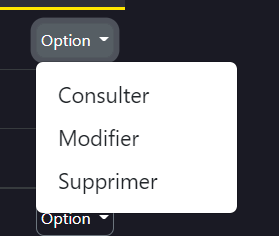 Option
Consulter
Modifier
Supprimer
Option